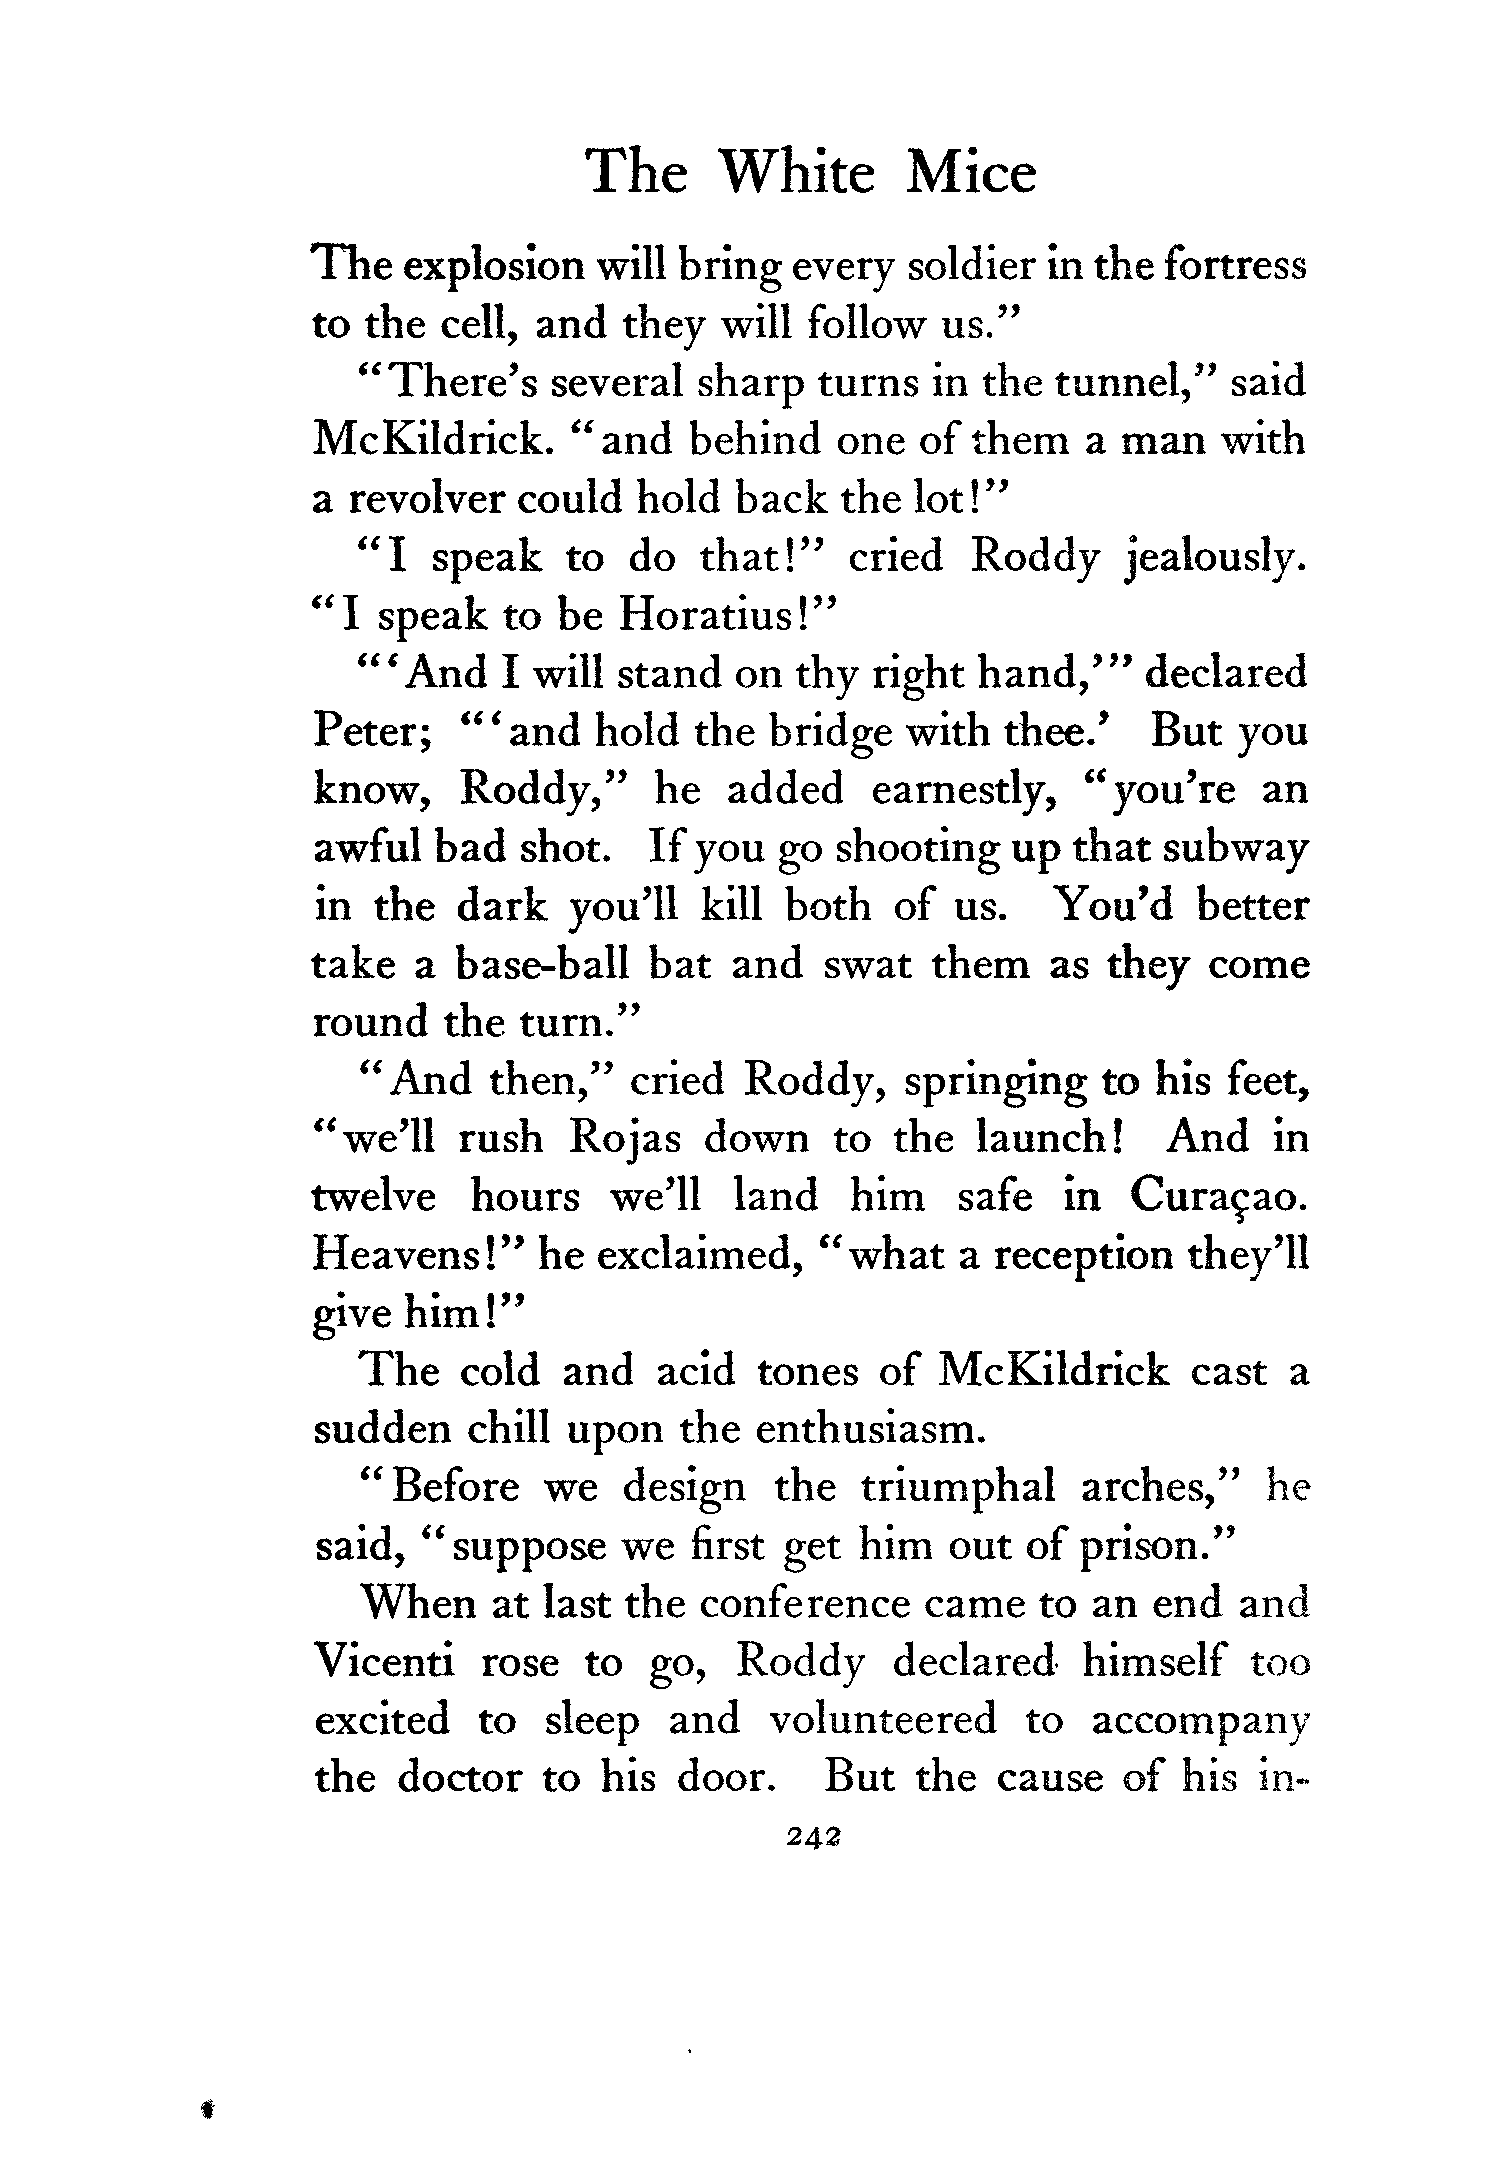 The White Mice
The explosion will bring every soldier in the fortress
to the cell, and they will follow us.”
“There’s several sharp turns in the tunnel,” said
McKildrick. “and behind one of them a man with
a revolver could hold back the lot!”
“I speak to do that!” cried Roddy jealously.
“I speak to be Horatius!”
“‘And I will stand on thy right hand,’” declared
Peter; “‘and hold the bridge with thee.’ But you
know, Roddy,” he added earnestly, “you’re an
awful bad shot. If you go shooting up that subway
in the dark you’ll kill both of us. You’d better
take a base-ball bat and swat them as they come
round the turn.”
“And then,” cried Roddy, springing to his feet,
“we’ll rush Rojas down to the launch! And in
twelve hours we’ll land him safe in Curaçao.
Heavens!” he exclaimed, “what a reception they’ll
give him!”
The cold and acid tones of McKildrick cast a
sudden chill upon the enthusiasm.
“Before we design the triumphal arches,” he
said, “suppose we first get him out of prison.”
When at last the conference came to an end and
Vicenti rose to go, Roddy declared himself too
excited to sleep and volunteered to accompany
the doctor to his door. But the cause of his in-
242